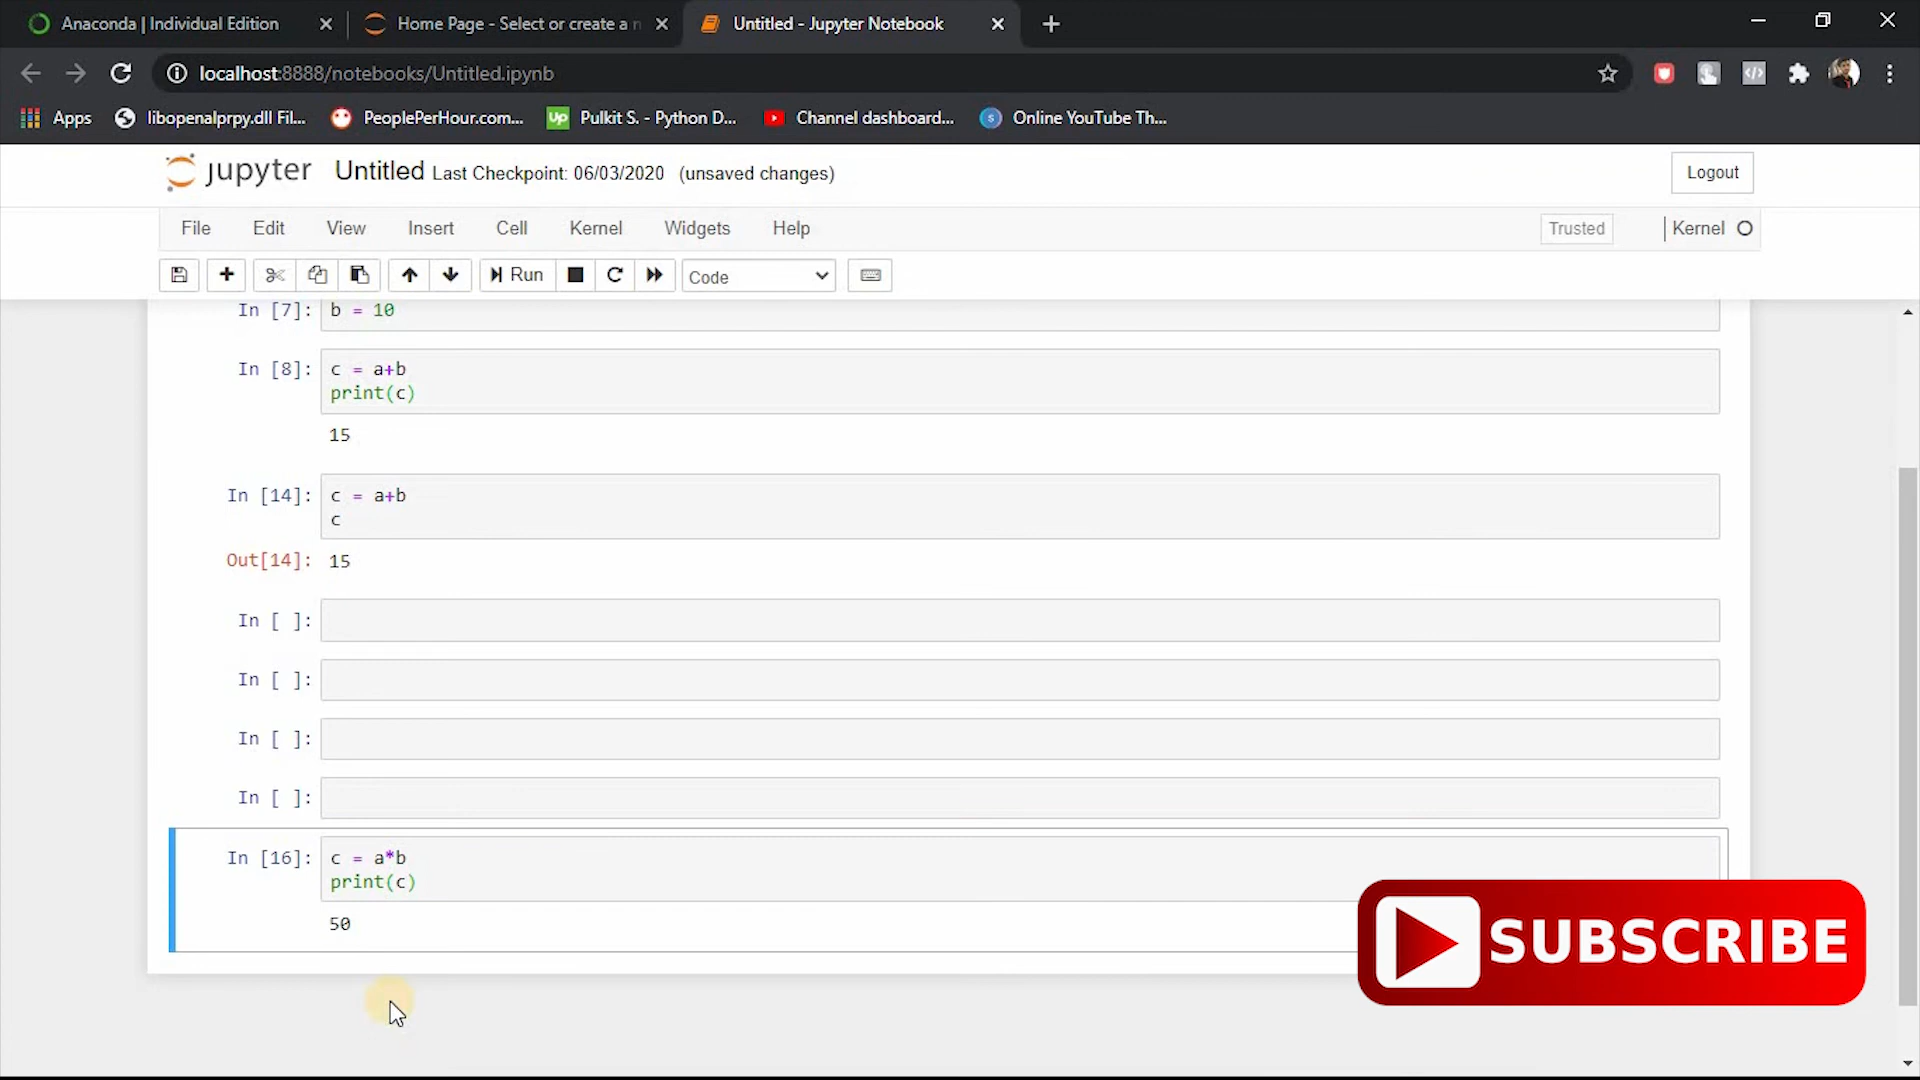 Anaconda | Individual Edition
Home Page - Select or create a n
Untitled - Jupyter Notebook
localhost:8888/notebooks/Untitled.ipynb
Apps
libopenalprpy.dll Fil...
PeoplePerHour.com...
Up
Pulkit S. - Python D...
Channel dashboard...
S
Online YouTube Th...
jupyter
Untitled Last Checkpoint: 06/03/2020 (unsaved changes)
Logout
File Edit View Insert Cell Kernel Widgets Help
Trusted
Kernel
Run
Code
In [7]: b = 10
In [8]: c = a+b
print(c)
15
In [14]: c = a+b
c
Out[14]: 15
In [ ]:
In [ ]:
In [ ]:
In [ ]:
In [16]: c = a*b
print(c)
50
SUBSCRIBE